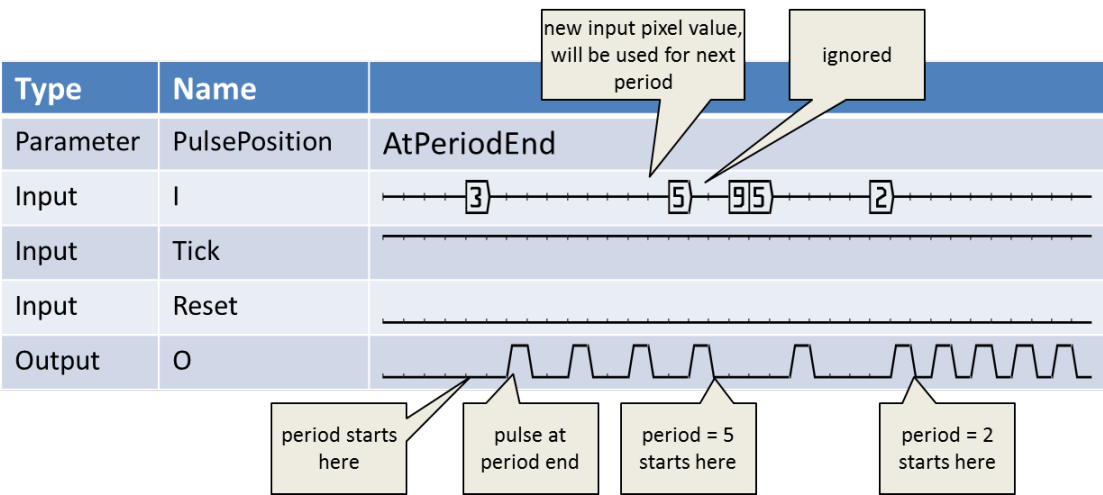 new input pixel value,
will be used for next
period
ignored
Type Name
Parameter PulsePosition AtPeriodEnd
Input I 3 5 9 5 2
Input Tick
Input Reset
Output O
period starts
here
pulse at
period end
period = 5
starts here
period = 2
starts here